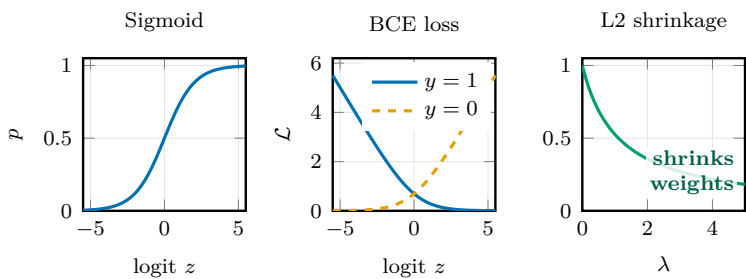 Sigmoid
1
0.5
0
−5
0
5
p
logit z
BCE loss
6
4
2
0
−5
0
5
ℒ
logit z
y = 1
y = 0
L2 shrinkage
1
0.5
0
0
2
4
λ
shrinks
weights